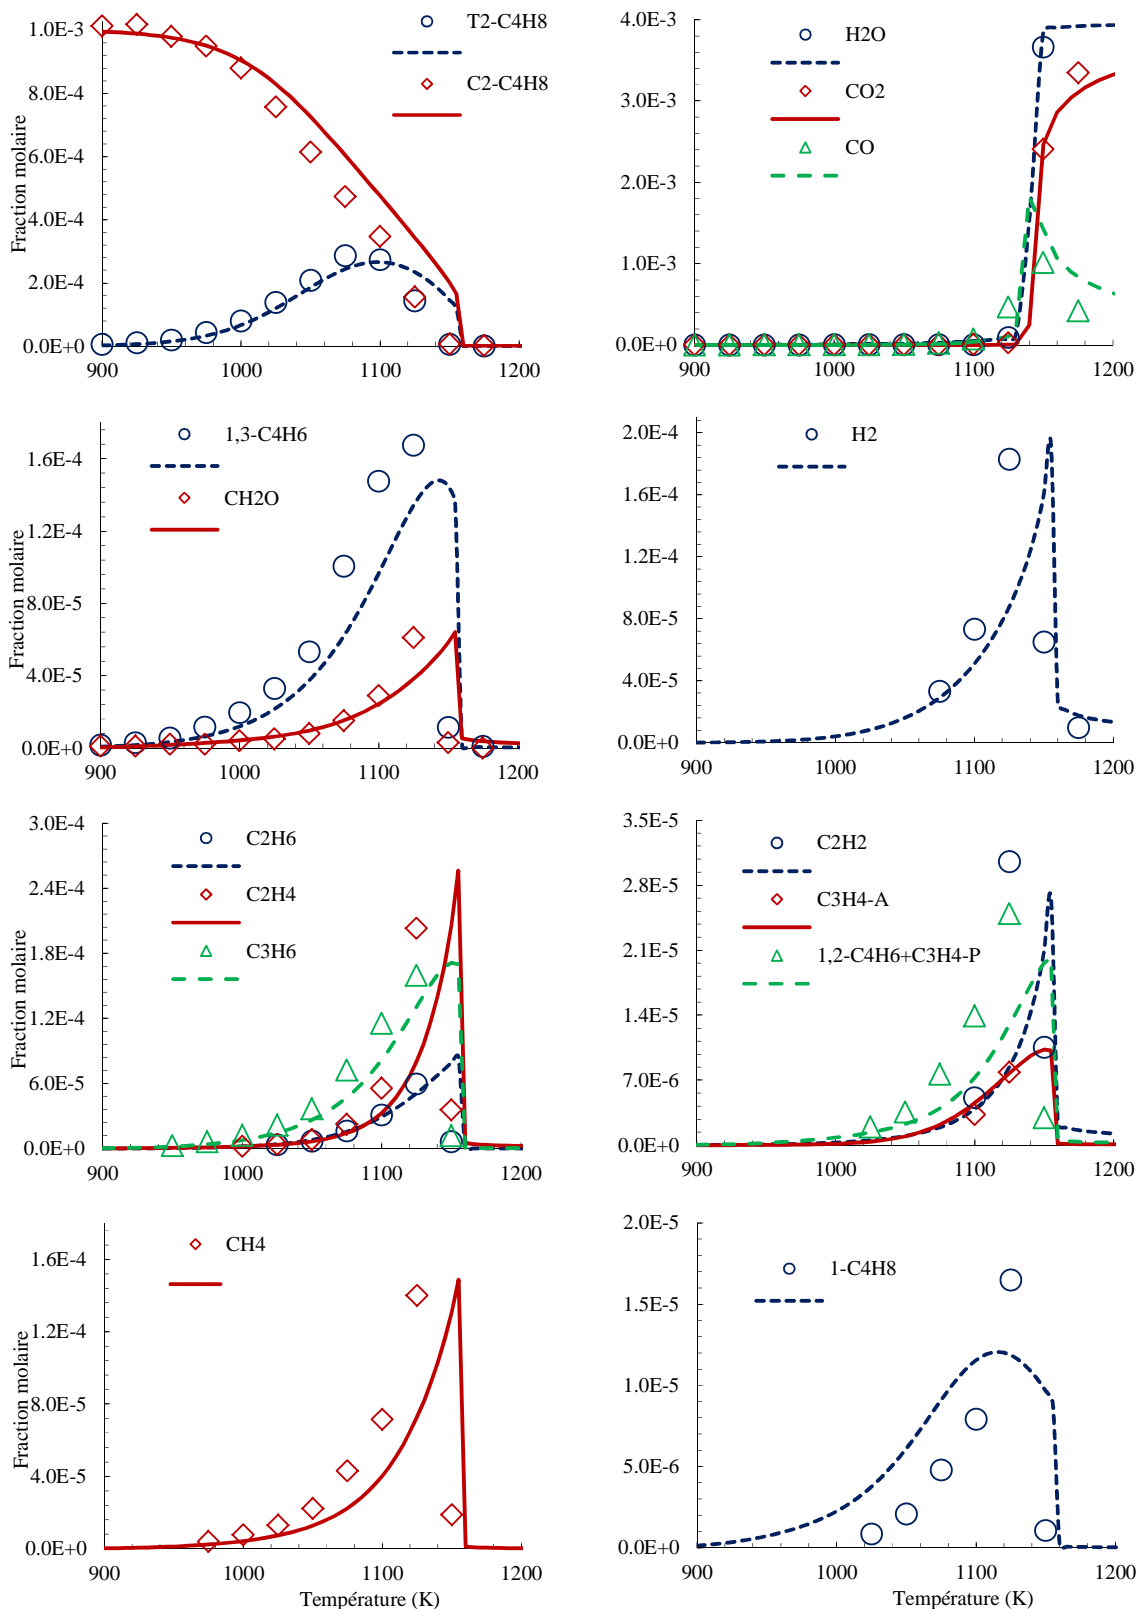 1.0E-3
8.0E-4
6.0E-4
4.0E-4
2.0E-4
0.0E+0
900
1000
1100
1200
Fraction molaire
T2-C4H8
C2-C4H8
4.0E-3
3.0E-3
2.0E-3
1.0E-3
0.0E+0
900
1000
1100
1200
H2O
CO2
CO
1.6E-4
1.2E-4
8.0E-5
4.0E-5
0.0E+0
900
1000
1100
1200
Fraction molaire
1,3-C4H6
CH2O
2.0E-4
1.6E-4
1.2E-4
8.0E-5
4.0E-5
0.0E+0
900
1000
1100
1200
H2
3.0E-4
2.4E-4
1.8E-4
1.2E-4
6.0E-5
0.0E+0
900
1000
1100
1200
Fraction molaire
C2H6
C2H4
C3H6
3.5E-5
2.8E-5
2.1E-5
1.4E-5
7.0E-6
0.0E+0
900
1000
1100
1200
C2H2
C3H4-A
1,2-C4H6+C3H4-P
1.6E-4
1.2E-4
8.0E-5
4.0E-5
0.0E+0
900
1000
1100
1200
Fraction molaire
Température (K)
CH4
2.0E-5
1.5E-5
1.0E-5
5.0E-6
0.0E+0
900
1000
1100
1200
Température (K)
1-C4H8